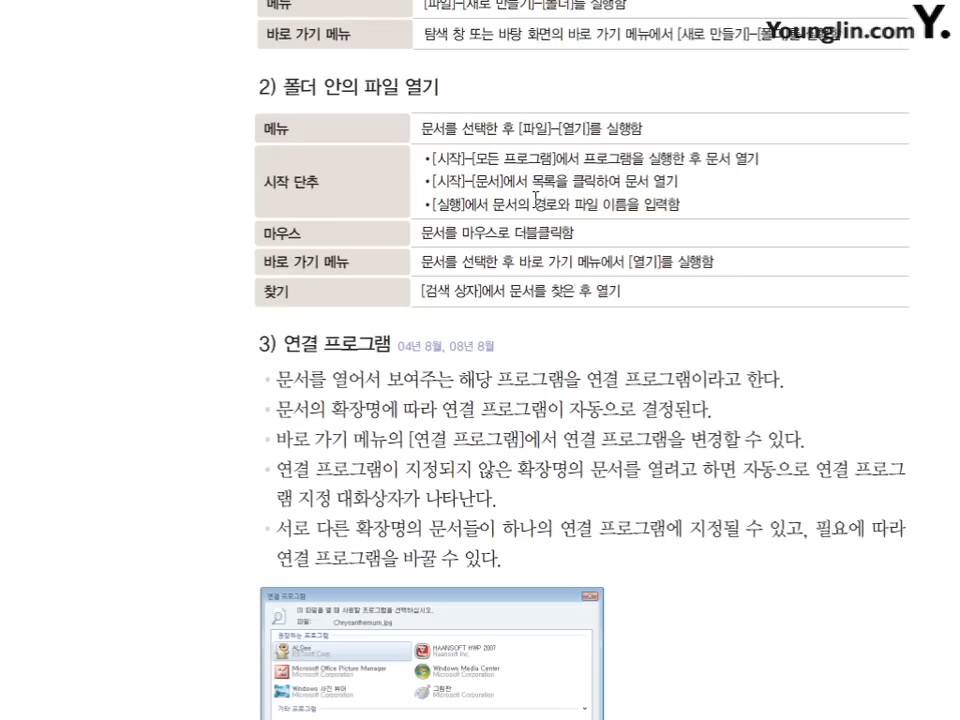 메뉴 [파일]-[새로 만들기]-[폴더]를 실행함
Younglin.com Y.
바로 가기 메뉴 탐색 창 또는 바탕 화면의 바로 가기 메뉴에서 [새로 만들기]-[폴더]를 실행함
2) 폴더 안의 파일 열기
메뉴 문서를 선택한 후 [파일]-[열기]를 실행함
시작 단추
•[시작]-[모든 프로그램]에서 프로그램을 실행한 후 문서 열기
•[시작]-[문서]에서 목록을 클릭하여 문서 열기
•[실행]에서 문서의 경로와 파일 이름을 입력함
마우스 문서를 마우스로 더블클릭함
바로 가기 메뉴 문서를 선택한 후 바로 가기 메뉴에서 [열기]를 실행함
찾기 [검색 상자]에서 문서를 찾은 후 열기
3) 연결 프로그램 04년 8월, 08년 8월
• 문서를 열어서 보여주는 해당 프로그램을 연결 프로그램이라고 한다.
• 문서의 확장명에 따라 연결 프로그램이 자동으로 결정된다.
• 바로 가기 메뉴의 [연결 프로그램]에서 연결 프로그램을 변경할 수 있다.
• 연결 프로그램이 지정되지 않은 확장명의 문서를 열려고 하면 자동으로 연결 프로그
램 지정 대화상자가 나타난다.
• 서로 다른 확장명의 문서들이 하나의 연결 프로그램에 지정될 수 있고, 필요에 따라
연결 프로그램을 바꿀 수 있다.
연결 프로그램
이 파일을 열 때 사용할 프로그램을 선택하십시오.
파일: Chrysanthemum.jpg
권장하는 프로그램
ALSee
HAANSOFT HWP 2007
Haansoft Inc.
Microsoft Office Picture Manager
Microsoft Corporation
Windows Media Center
Microsoft Corporation
Windows 사진 뷰어
Microsoft Corporation
그림판
Microsoft Corporation
기타 프로그램